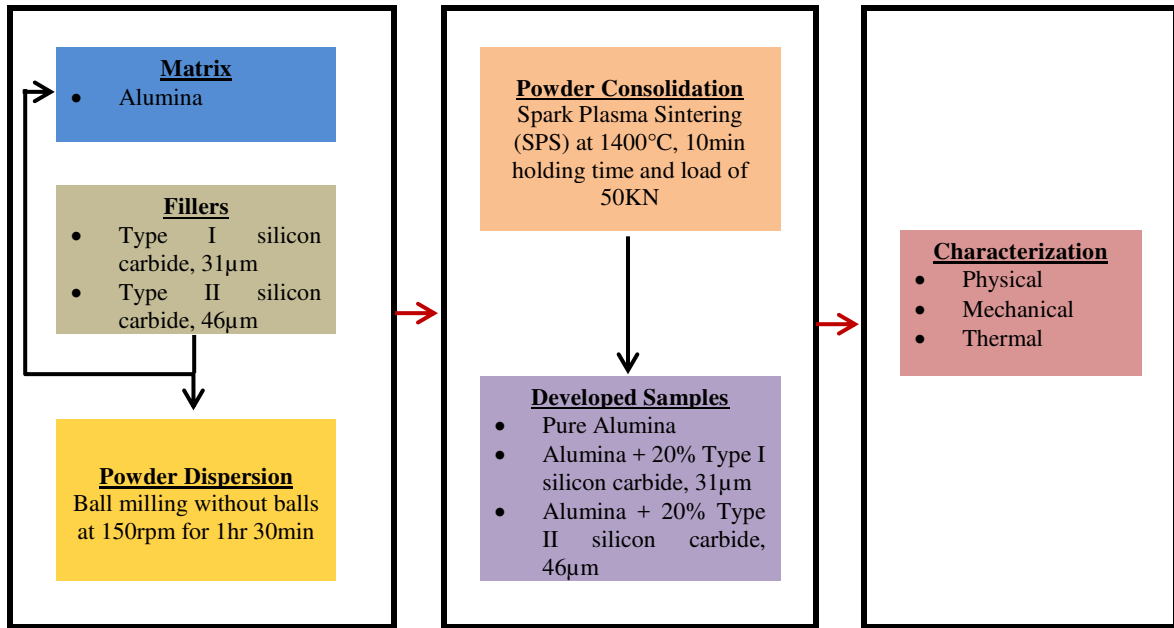 Matrix
• Alumina
Fillers
• Type I silicon
carbide, 31µm
• Type II silicon
carbide, 46µm
Powder Dispersion
Ball milling without balls
at 150rpm for 1hr 30min
Powder Consolidation
Spark Plasma Sintering
(SPS) at 1400°C, 10min
holding time and load of
50KN
Developed Samples
• Pure Alumina
• Alumina + 20% Type I
silicon carbide, 31µm
• Alumina + 20% Type
II silicon carbide,
46µm
Characterization
• Physical
• Mechanical
• Thermal